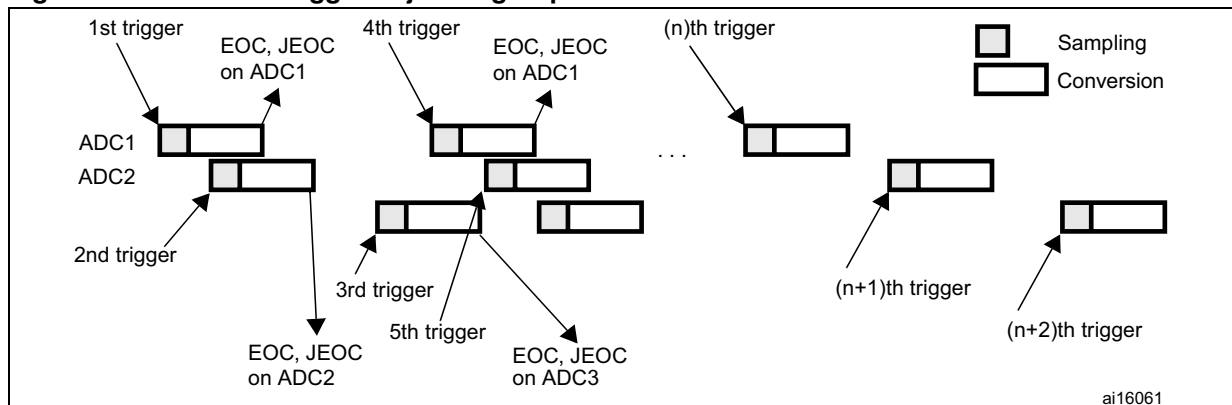 1st trigger
EOC, JEOC
on ADC1
4th trigger
EOC, JEOC
on ADC1
(n)th trigger
Sampling
Conversion
ADC1
ADC2
. . .
2nd trigger
3rd trigger
5th trigger
(n+1)th trigger
(n+2)th trigger
EOC, JEOC
on ADC2
EOC, JEOC
on ADC3
ai16061